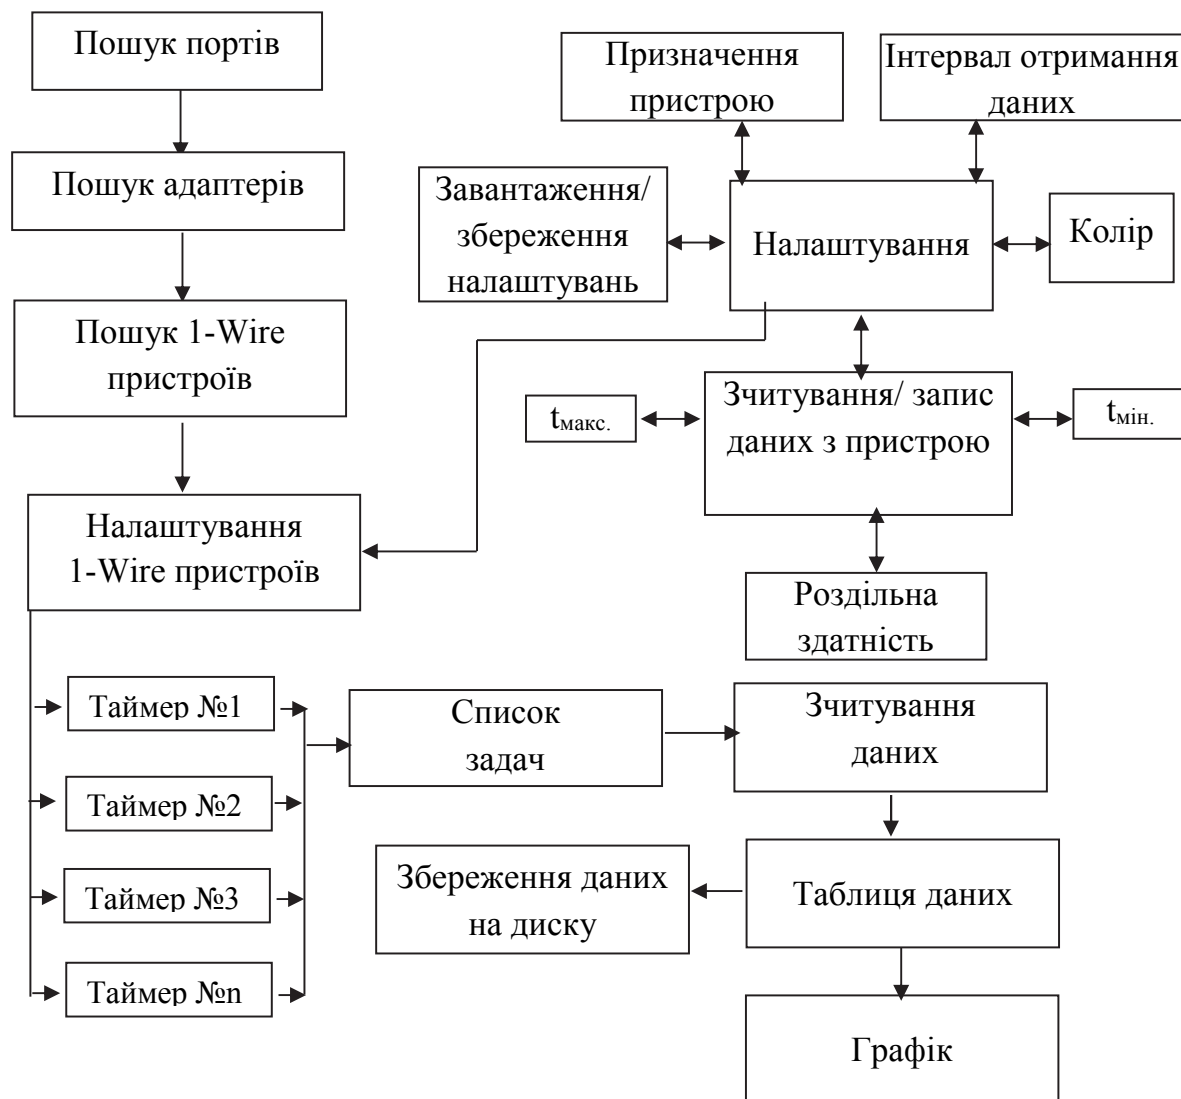 Пошук портів
Пошук адаптерів
Пошук 1-Wire
пристроїв
Налаштування
1-Wire пристроїв
Призначення
пристрою
Інтервал отримання
даних
Завантаження/
збереження
налаштувань
Налаштування
Колір
tмакс.
Зчитування/ запис
даних з пристрою
tмін.
Роздільна
здатність
Таймер №1
Таймер №2
Таймер №3
Таймер №n
Список
задач
Зчитування
даних
Збереження даних
на диску
Таблиця даних
Графік